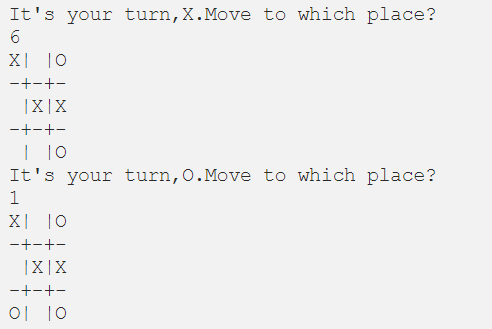 It's your turn,X.Move to which place?
6
X| |O
-+-+-
 |X|X
-+-+-
 | |O
It's your turn,O.Move to which place?
1
X| |O
-+-+-
 |X|X
-+-+-
O| |O